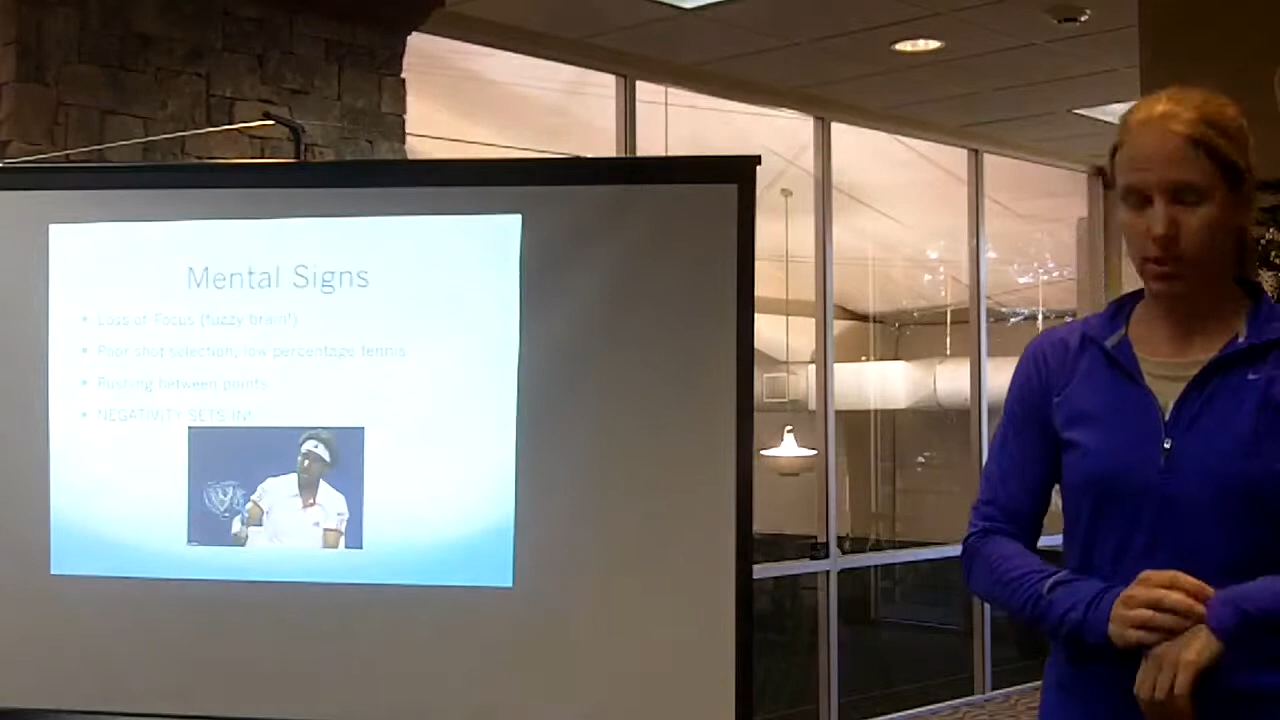 Mental Signs
• Loss of Focus (fuzzy brain!)
• Poor shot selection, low percentage tennis
• Rushing between points
• NEGATIVITY SETS IN!